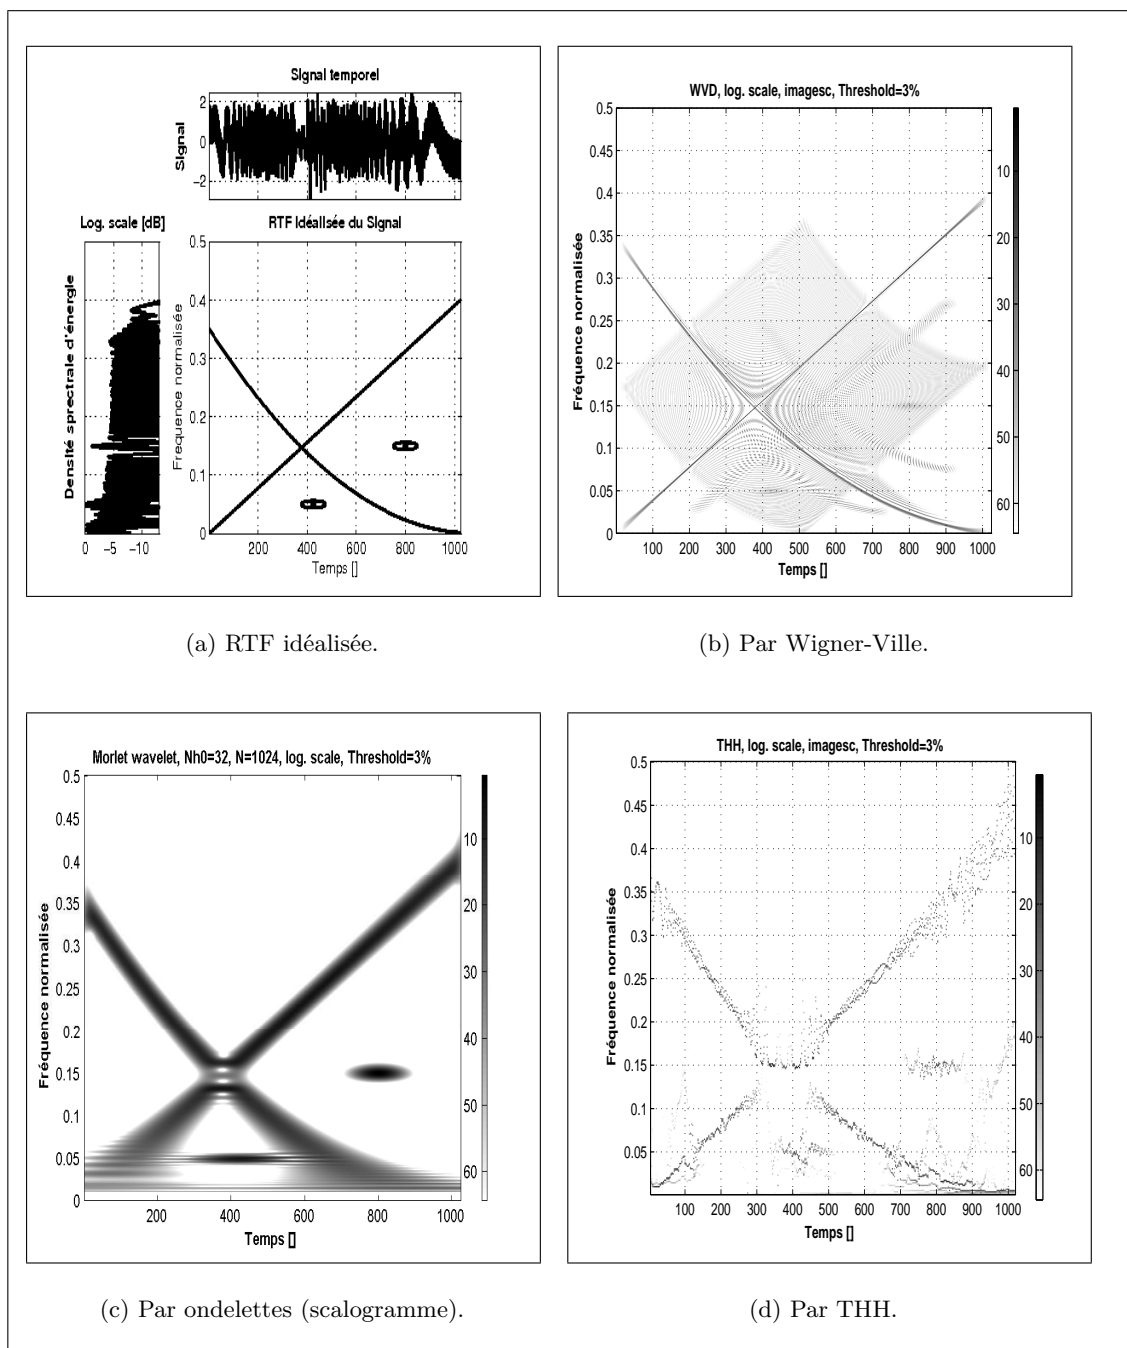 SIgnal temporel
SIgnal
2
0
−2
Log. scale [dB]
RTF IdéalIsée du SIgnal
Densité spectrale d'énergie
Frequence normalisée
0.5
0.4
0.3
0.2
0.1
0
0 −5 −10
200 400 600 800 1000
Temps []
(a) RTF idéalisée.
WVD, log. scale, imagesc, Threshold=3%
Fréquence normalisée
0.5
0.45
0.4
0.35
0.3
0.25
0.2
0.15
0.1
0.05
0
100 200 300 400 500 600 700 800 900 1000
Temps []
10
20
30
40
50
60
(b) Par Wigner-Ville.
Morlet wavelet, Nh0=32, N=1024, log. scale, Threshold=3%
Fréquence normalisée
0.5
0.45
0.4
0.35
0.3
0.25
0.2
0.15
0.1
0.05
0
200 400 600 800 1000
Temps []
10
20
30
40
50
60
(c) Par ondelettes (scalogramme).
THH, log. scale, imagesc, Threshold=3%
Fréquence normalisée
0.5
0.45
0.4
0.35
0.3
0.25
0.2
0.15
0.1
0.05
100 200 300 400 500 600 700 800 900 1000
Temps []
10
20
30
40
50
60
(d) Par THH.